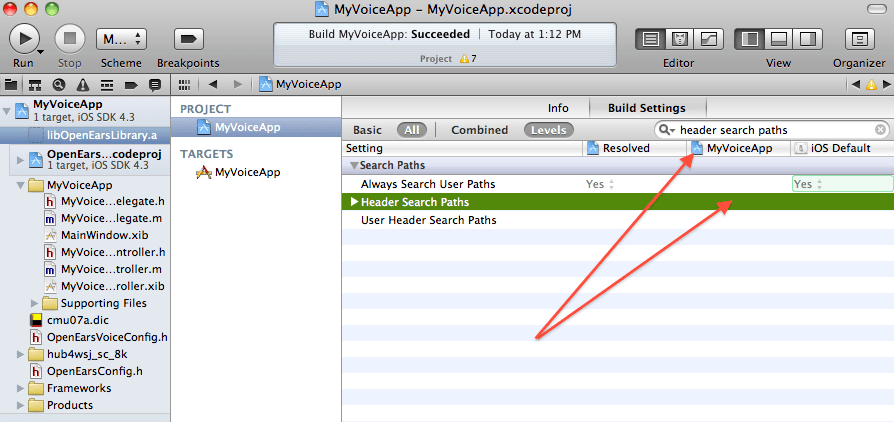 MyVoiceApp – MyVoiceApp.xcodeproj
Build MyVoiceApp: Succeeded | Today at 1:12 PM
M...
Project 7
Run Stop Scheme Breakpoints Editor View Organizer
MyVoiceApp
MyVoiceApp
1 target, iOS SDK 4.3
libOpenEarsLibrary.a
OpenEars...codeproj
1 target, iOS SDK 4.3
MyVoiceApp
MyVoice...elegate.h
MyVoice...legate.m
MainWindow.xib
MyVoice...ntroller.h
MyVoice...troller.m
MyVoice...roller.xib
Supporting Files
cmu07a.dic
OpenEarsVoiceConfig.h
hub4wsj_sc_8k
OpenEarsConfig.h
Frameworks
Products
PROJECT
MyVoiceApp
TARGETS
MyVoiceApp
Info Build Settings
Basic All Combined Levels header search paths
Setting Resolved MyVoiceApp iOS Default
Search Paths
Always Search User Paths Yes Yes
Header Search Paths
User Header Search Paths